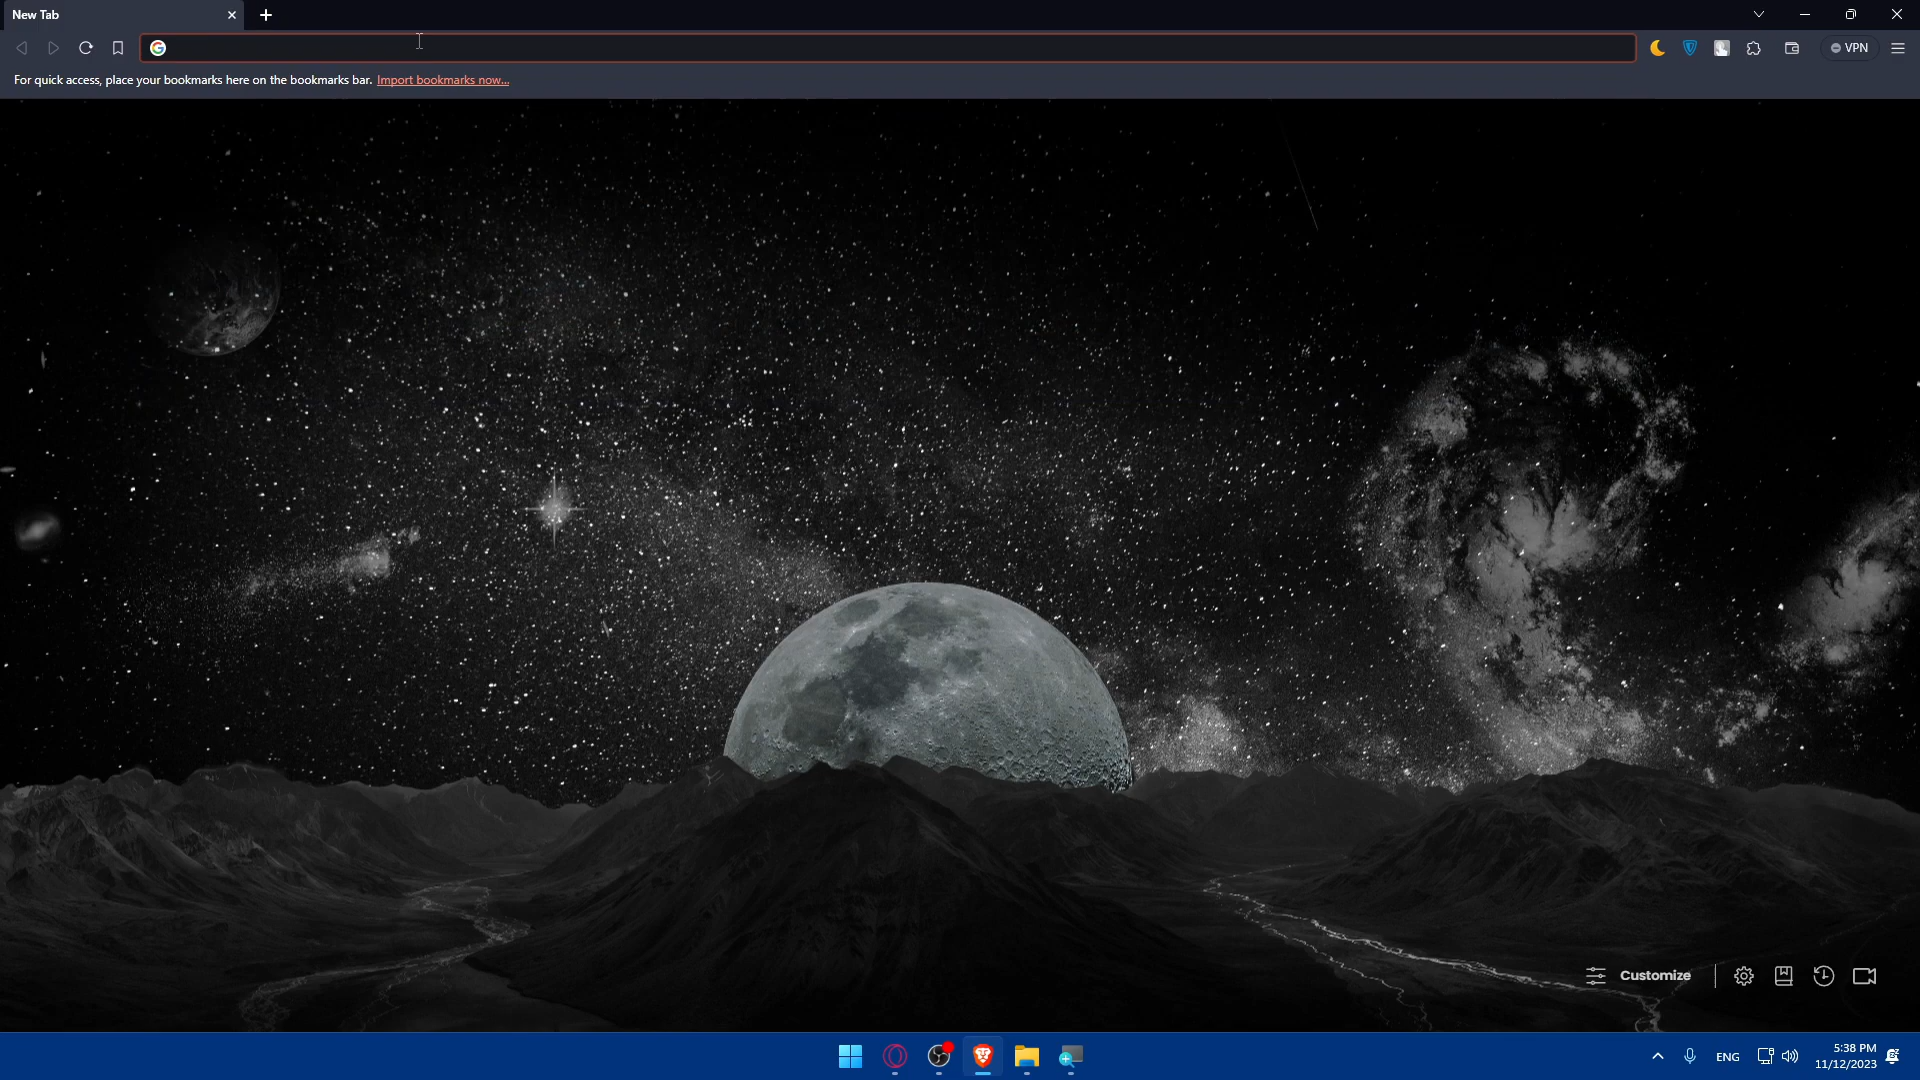 New Tab
VPN
For quick access, place your bookmarks here on the bookmarks bar. Import bookmarks now...
Customize
ENG
5:38 PM
11/12/2023